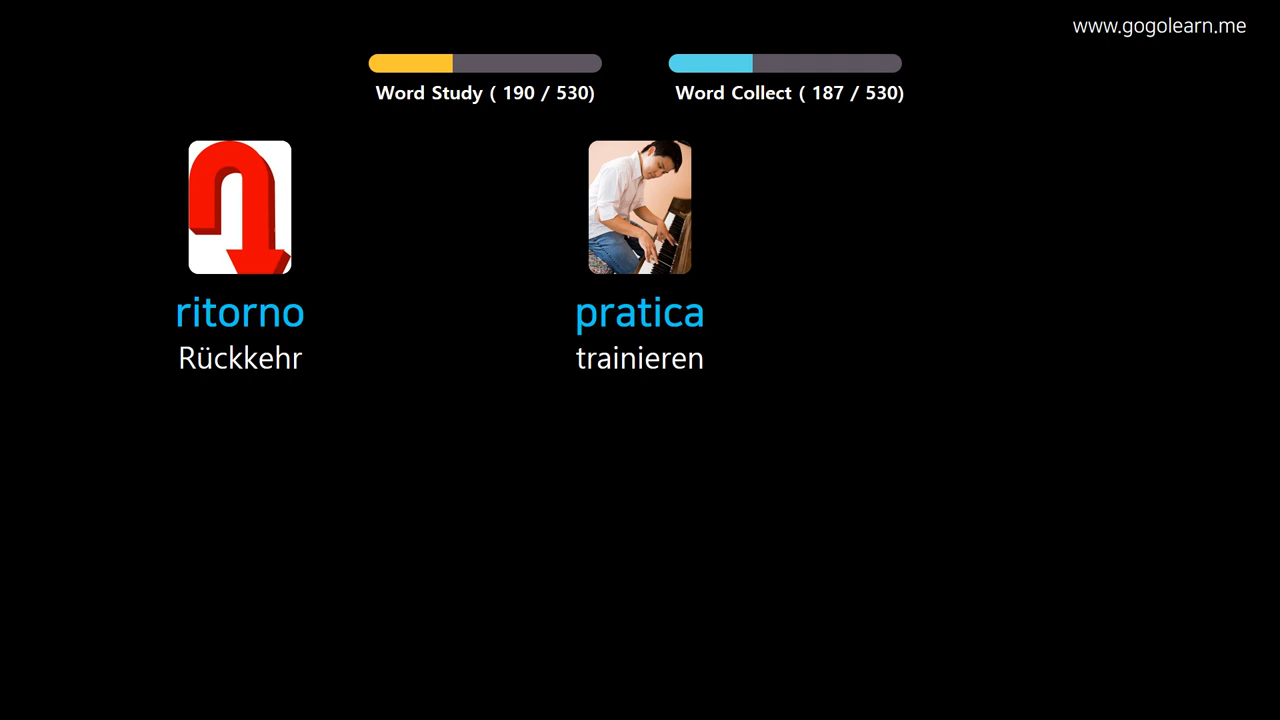 www.gogolearn.me
Word Study ( 190 / 530)
Word Collect ( 187 / 530)
ritorno
Rückkehr
pratica
trainieren